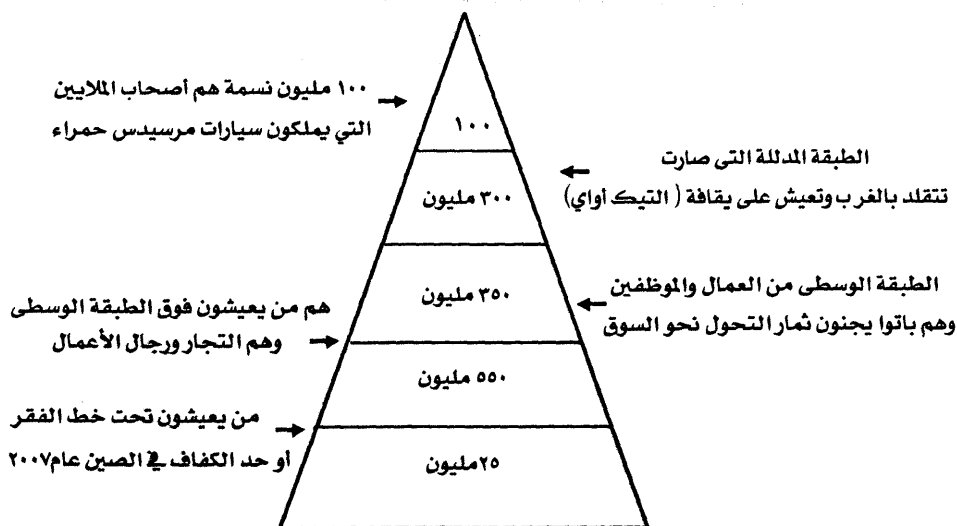 ١٠٠ مليون نسمة هم أصحاب الملايين
التي يملكون سيارات مرسيدس حمراء
١٠٠
الطبقة المدللة التى صارت
تتقلد بالغرب وتعيش على يقافة ( التيك أواي)
٣٠٠ مليون
الطبقة الوسطى من العمال والموظفين
وهم باتوا يجنون ثمار التحول نحو السوق
٣٥٠ مليون
هم من يعيشون فوق الطبقة الوسطى
وهم التجار ورجال الأعمال
٥٥٠ مليون
من يعيشون تحت خط الفقر
أو حد الكفاف في الصين عام٢٠٠٧
٢٥مليون